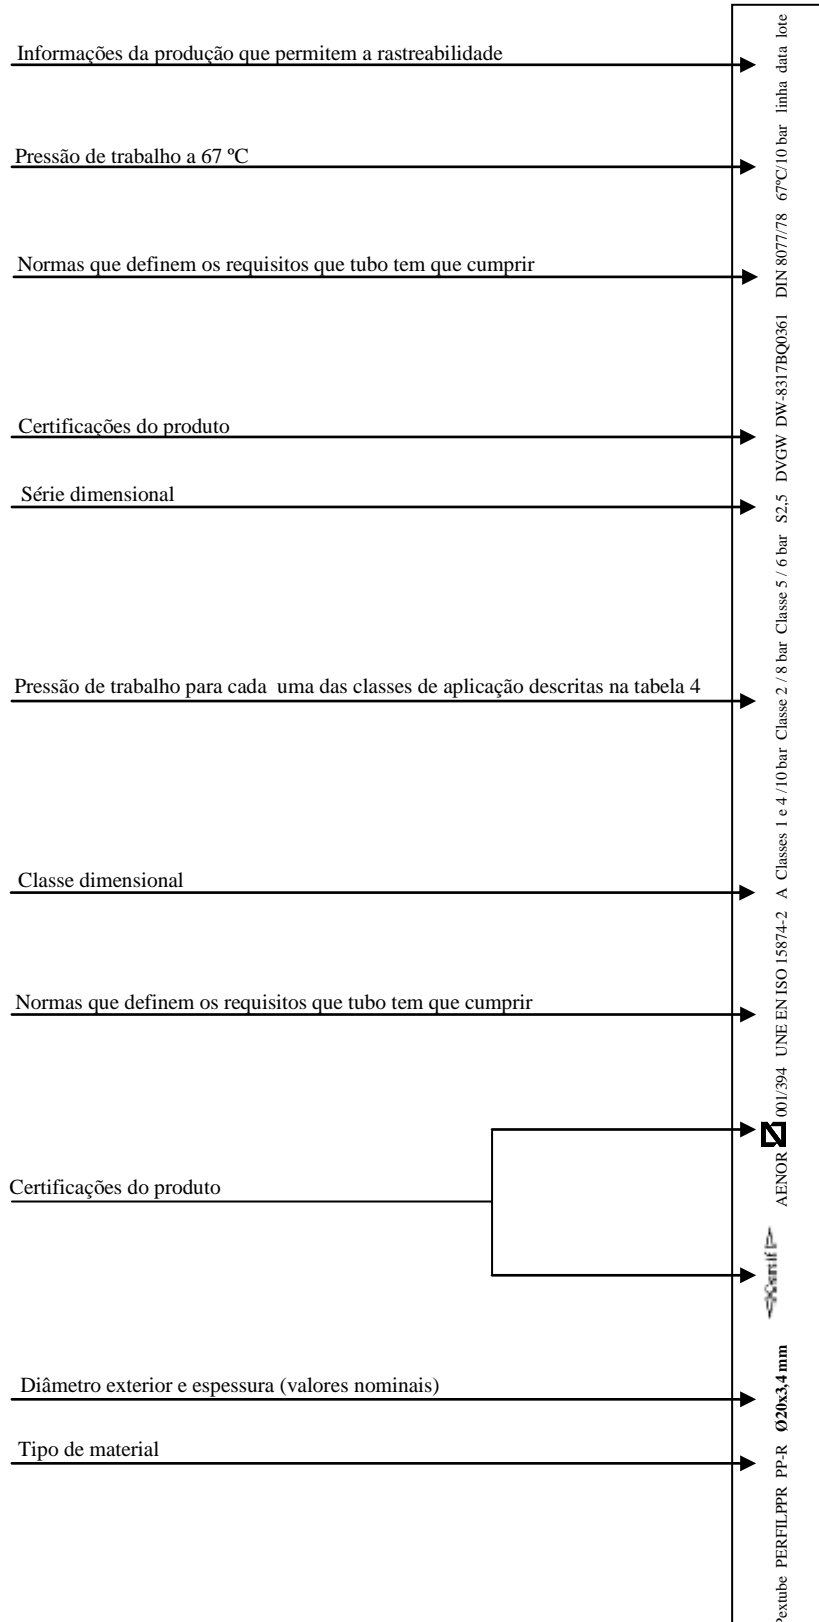 Informações da produção que permitem a rastreabilidade
Pressão de trabalho a 67 ºC
Normas que definem os requisitos que tubo tem que cumprir
Certificações do produto
Série dimensional
Pressão de trabalho para cada uma das classes de aplicação descritas na tabela 4
Classe dimensional
Normas que definem os requisitos que tubo tem que cumprir
Certificações do produto
Diâmetro exterior e espessura (valores nominais)
Tipo de material
Pextube PERFILPPR PP-R Ø20x3,4 mm AENOR 001/394 UNE EN ISO 15874-2 A Classes 1 e 4 /10 bar Classe 2 / 8 bar Classe 5 / 6 bar S2,5 DVGW DW-8317BQ0361 DIN 8077/78 67ºC/10 bar linha data lote